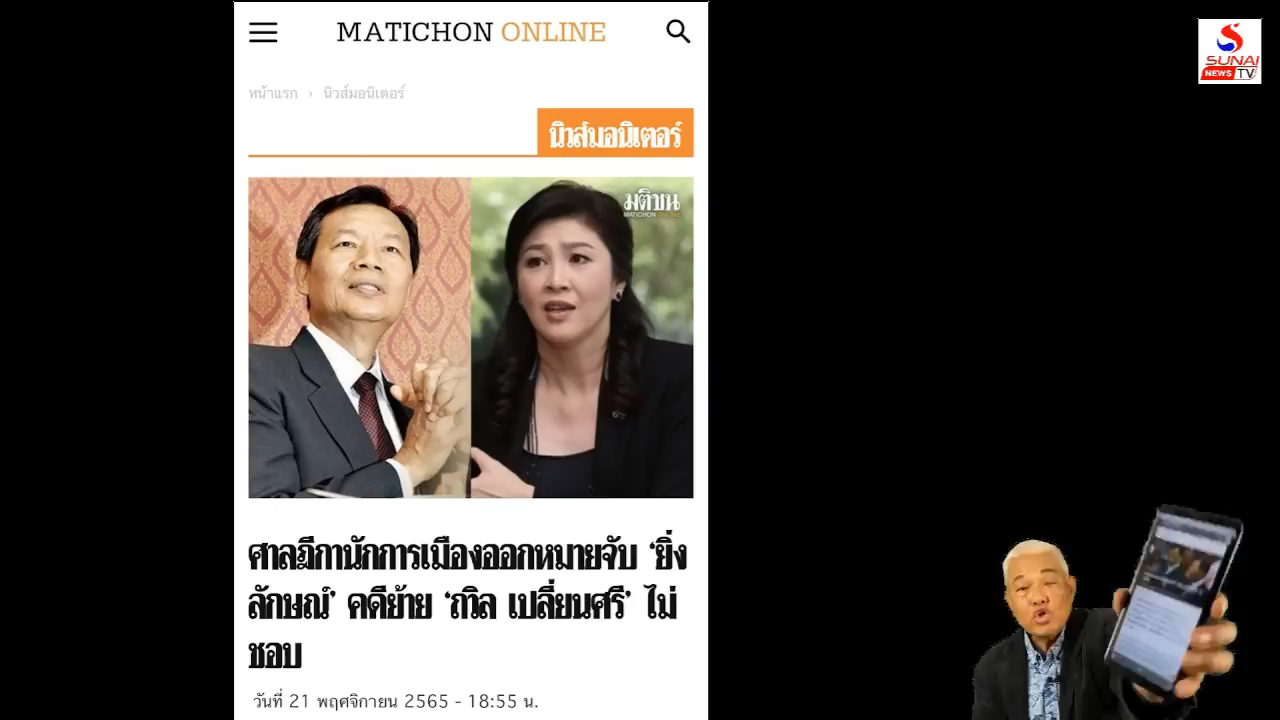 MATICHON ONLINE
SUNAI
NEWS TV
หน้าแรก › นิวส์มอนิเตอร์
นิวส์มอนิเตอร์
มติชน
MATICHON ONLINE
ศาลฎีกานักการเมืองออกหมายจับ ‘ยิ่ง
ลักษณ์’ คดีย้าย ‘ถวิล เปลี่ยนศรี’ ไม่
ชอบ
วันที่ 21 พฤศจิกายน 2565 - 18:55 น.